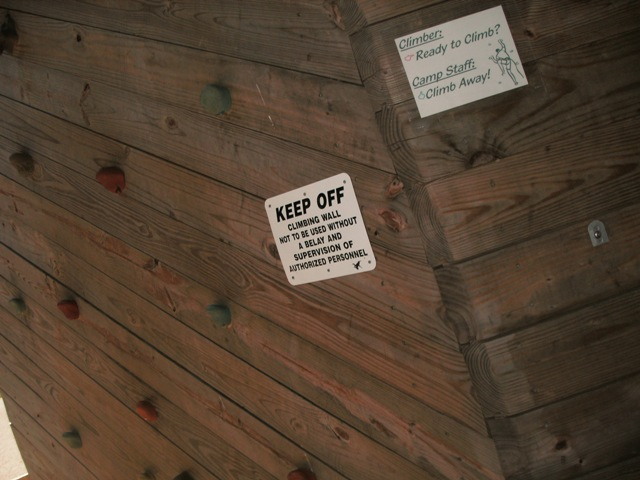 Climber:
Ready to Climb?
Camp Staff:
Climb Away!
KEEP OFF
CLIMBING WALL
NOT TO BE USED WITHOUT
A BELAY AND
SUPERVISION OF
AUTHORIZED PERSONNEL